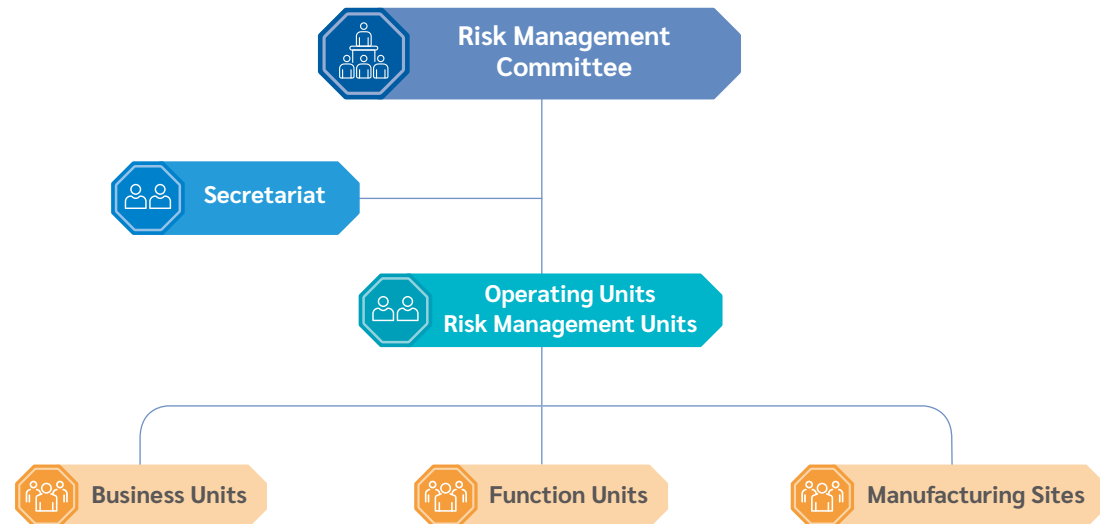 Risk Management
Committee
Secretariat
Operating Units
Risk Management Units
Business Units
Function Units
Manufacturing Sites